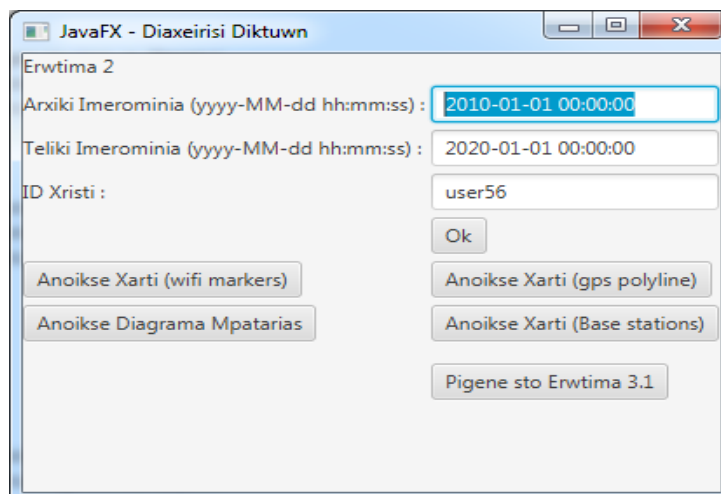 JavaFX - Diaxeirisi Diktuwn
Erwtima 2
Arxiki Imerominia (yyyy-MM-dd hh:mm:ss) : 2010-01-01 00:00:00
Teliki Imerominia (yyyy-MM-dd hh:mm:ss) : 2020-01-01 00:00:00
ID Xristi : user56
Ok
Anoikse Xarti (wifi markers) Anoikse Xarti (gps polyline)
Anoikse Diagrama Mpatarias Anoikse Xarti (Base stations)
Pigene sto Erwtima 3.1